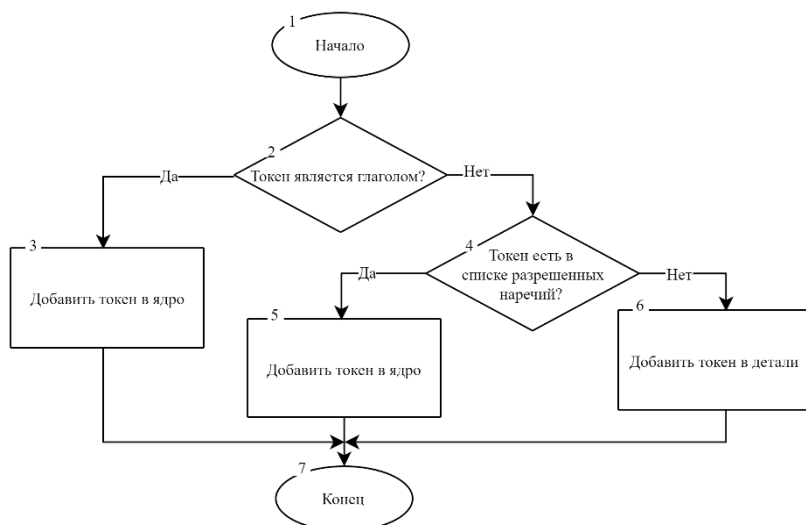 1
Начало
2
Токен является глаголом?
Да
Нет
3
Добавить токен в ядро
4
Токен есть в
списке разрешенных
наречий?
Да
Нет
5
Добавить токен в ядро
6
Добавить токен в детали
7
Конец